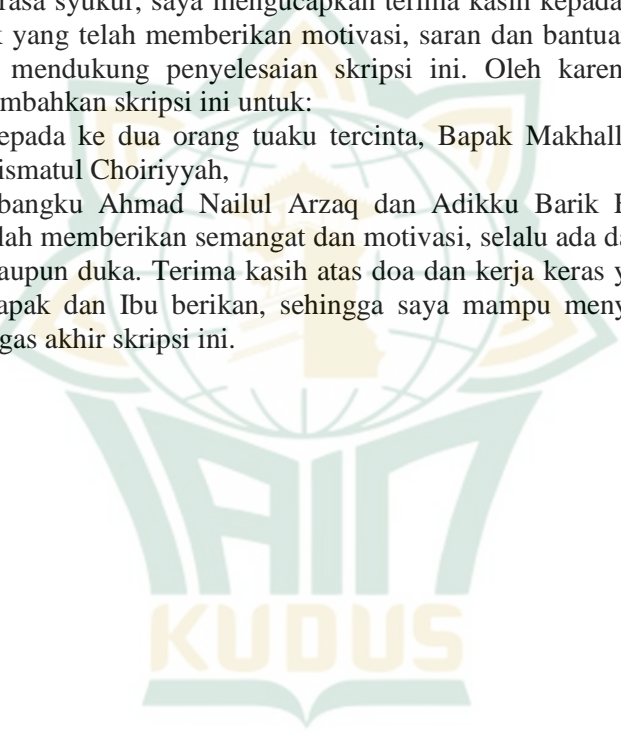 rasa syukur, saya mengucapkan terima kasih kepada
k yang telah memberikan motivasi, saran dan bantua
mendukung penyelesaian skripsi ini. Oleh karen
mbahkan skripsi ini untuk:
epada ke dua orang tuaku tercinta, Bapak Makhall
ismatul Choiriyyah,
bangku Ahmad Nailul Arzaq dan Adikku Barik
lah memberikan semangat dan motivasi, selalu ada da
aupun duka. Terima kasih atas doa dan kerja keras y
apak dan Ibu berikan, sehingga saya mampu meny
gas akhir skripsi ini.
IAIN
KUDUS